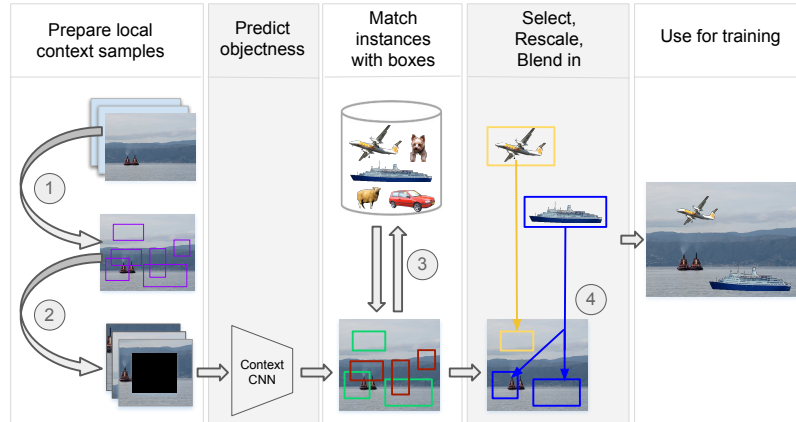 Prepare local
context samples
Predict
objectness
Match
instances
with boxes
Select,
Rescale,
Blend in
Use for training
1
2
Context
CNN
3
4